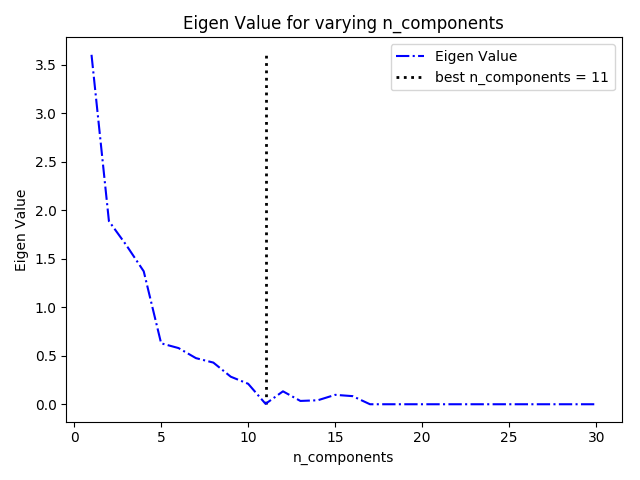 Eigen Value for varying n_components
Eigen Value
best n_components = 11
3.5
3.0
2.5
2.0
1.5
1.0
0.5
0.0
Eigen Value
0 5 10 15 20 25 30
n_components